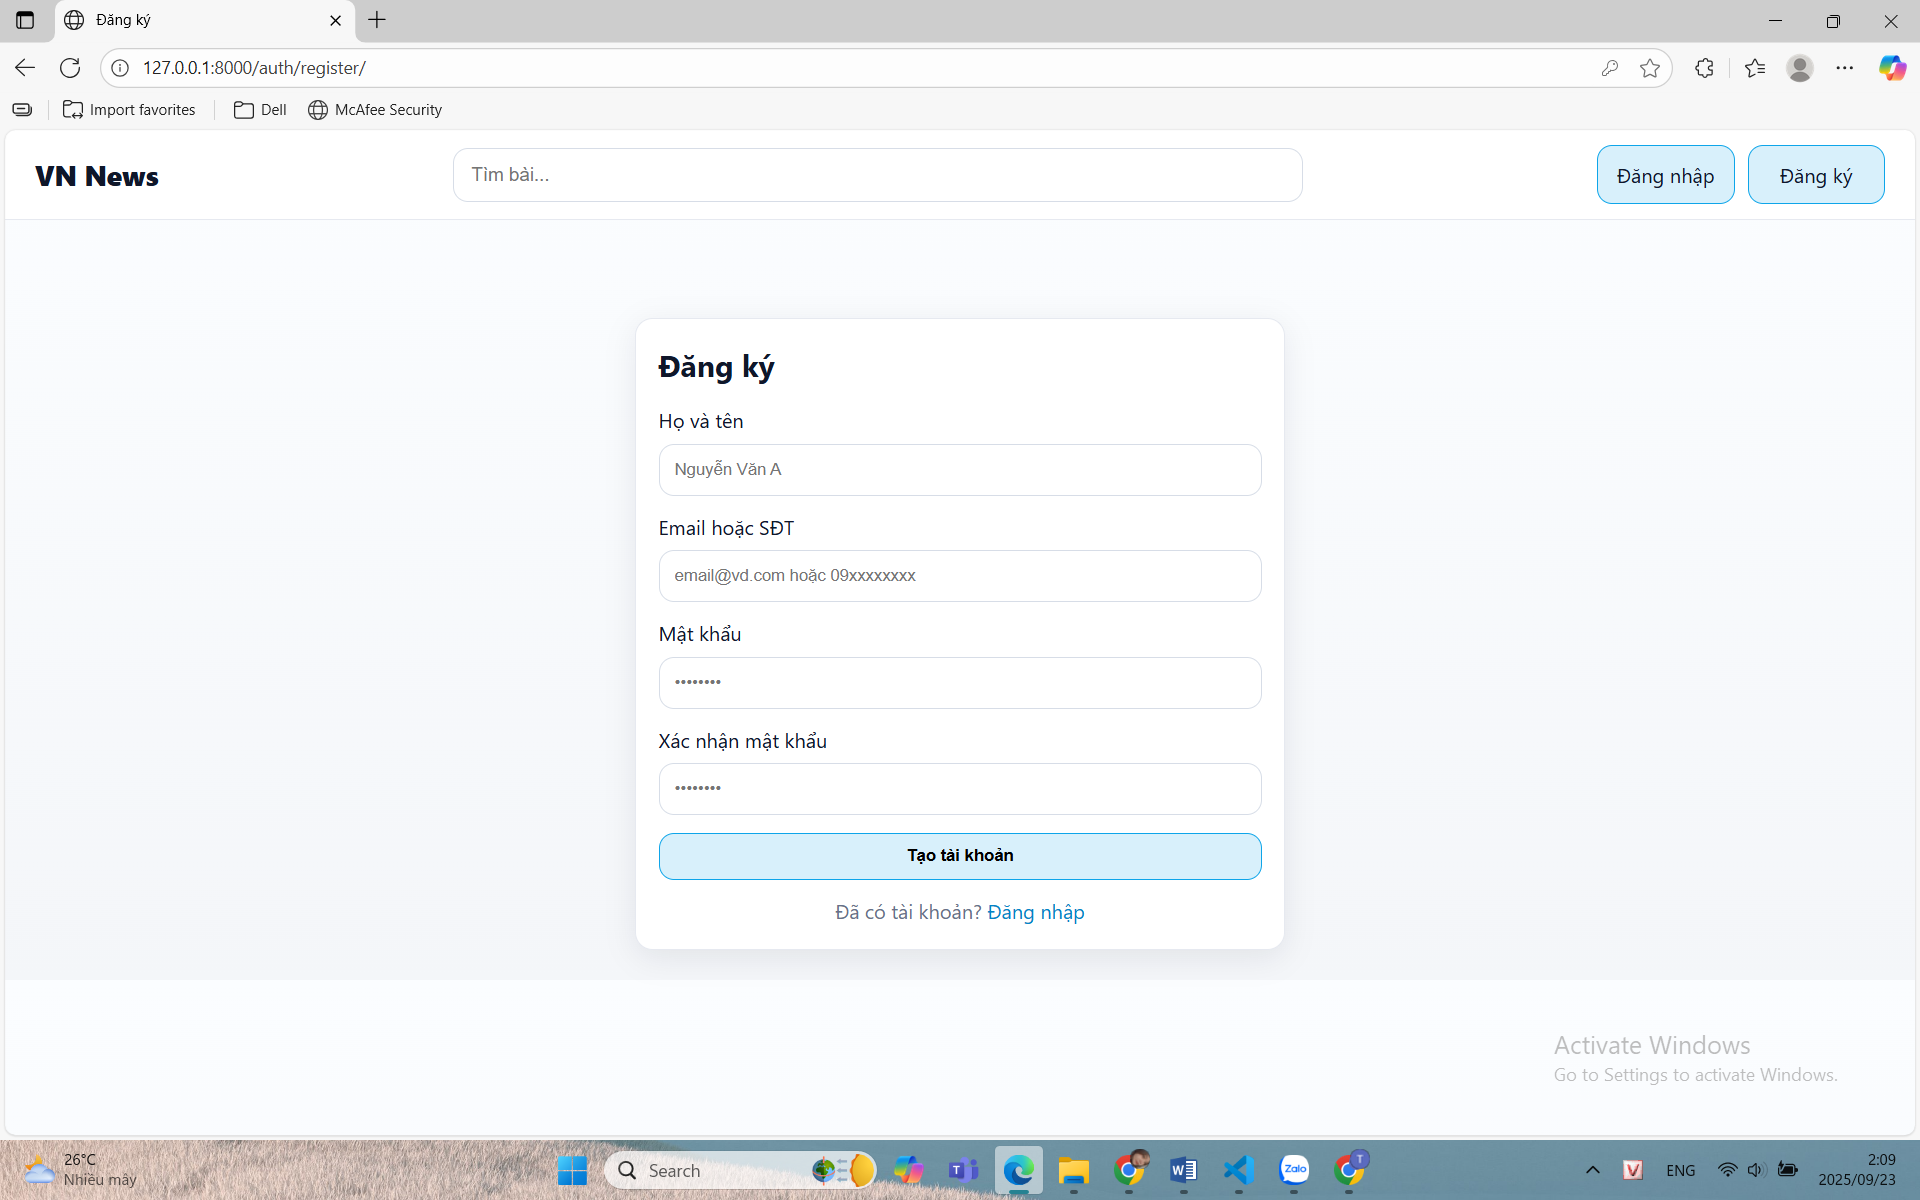 Đăng ký
127.0.0.1:8000/auth/register/
Import favorites
Dell
McAfee Security
VN News
Tìm bài...
Đăng nhập
Đăng ký
Đăng ký
Họ và tên
Nguyễn Văn A
Email hoặc SĐT
email@vd.com hoặc 09xxxxxxxx
Mật khẩu
••••••••
Xác nhận mật khẩu
••••••••
Tạo tài khoản
Đã có tài khoản? Đăng nhập
Activate Windows
Go to Settings to activate Windows.
26°C
Nhiều mây
Search
Zalo
T
ENG
2:09
2025/09/23